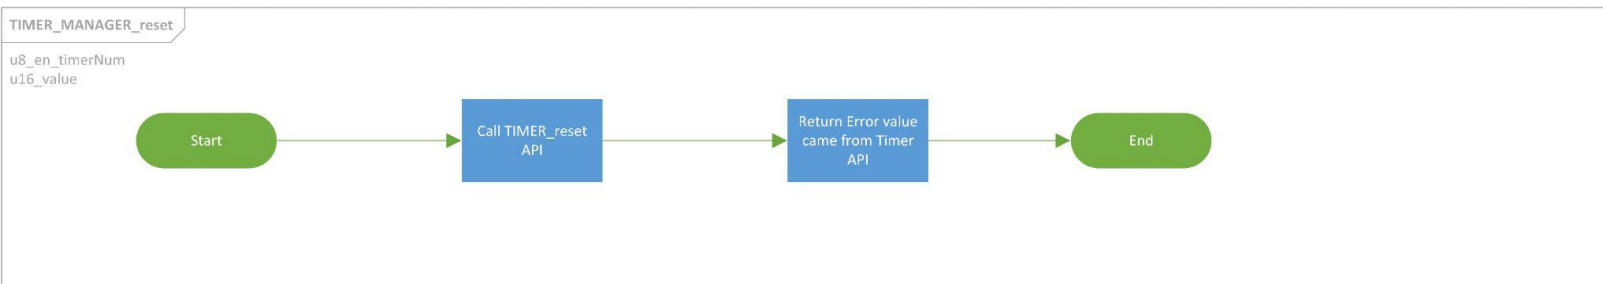 TIMER_MANAGER_reset
u8_en_timerNum
u16_value
Start
Call TIMER_reset
API
Return Error value
came from Timer
API
End